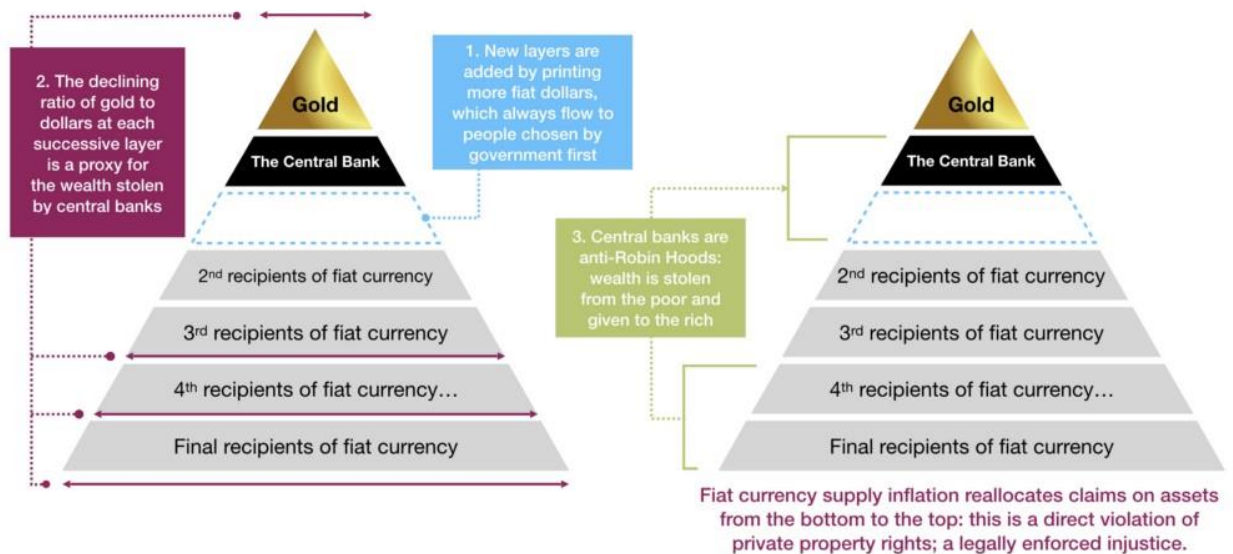 2. The declining
ratio of gold to
dollars at each
successive layer
is a proxy for
the wealth stolen
by central banks
Gold
The Central Bank
1. New layers are
added by printing
more fiat dollars,
which always flow to
people chosen by
government first
2nd recipients of fiat currency
3rd recipients of fiat currency
4th recipients of fiat currency…
Final recipients of fiat currency
3. Central banks are
anti-Robin Hoods:
wealth is stolen
from the poor and
given to the rich
Gold
The Central Bank
2nd recipients of fiat currency
3rd recipients of fiat currency
4th recipients of fiat currency…
Final recipients of fiat currency
Fiat currency supply inflation reallocates claims on assets
from the bottom to the top: this is a direct violation of
private property rights; a legally enforced injustice.